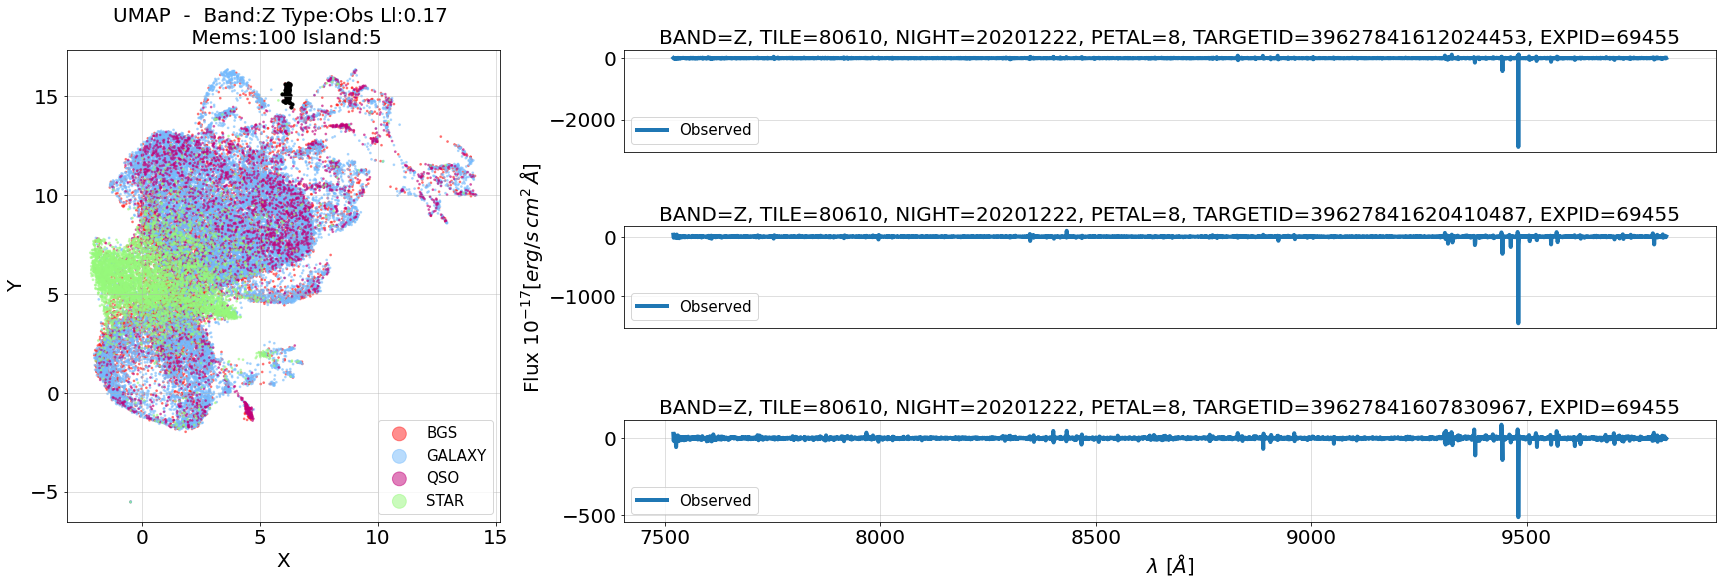 UMAP  -  Band:Z Type:Obs Ll:0.17
Mems:100 Island:5
Y
15
10
5
0
−5
0
5
10
15
X
BGS
GALAXY
QSO
STAR
Flux 10⁻¹⁷[erg/s cm² Å]
BAND=Z, TILE=80610, NIGHT=20201222, PETAL=8, TARGETID=39627841612024453, EXPID=69455
0
−2000
Observed
BAND=Z, TILE=80610, NIGHT=20201222, PETAL=8, TARGETID=39627841620410487, EXPID=69455
0
−1000
Observed
BAND=Z, TILE=80610, NIGHT=20201222, PETAL=8, TARGETID=39627841607830967, EXPID=69455
0
−500
Observed
7500
8000
8500
9000
9500
λ [Å]